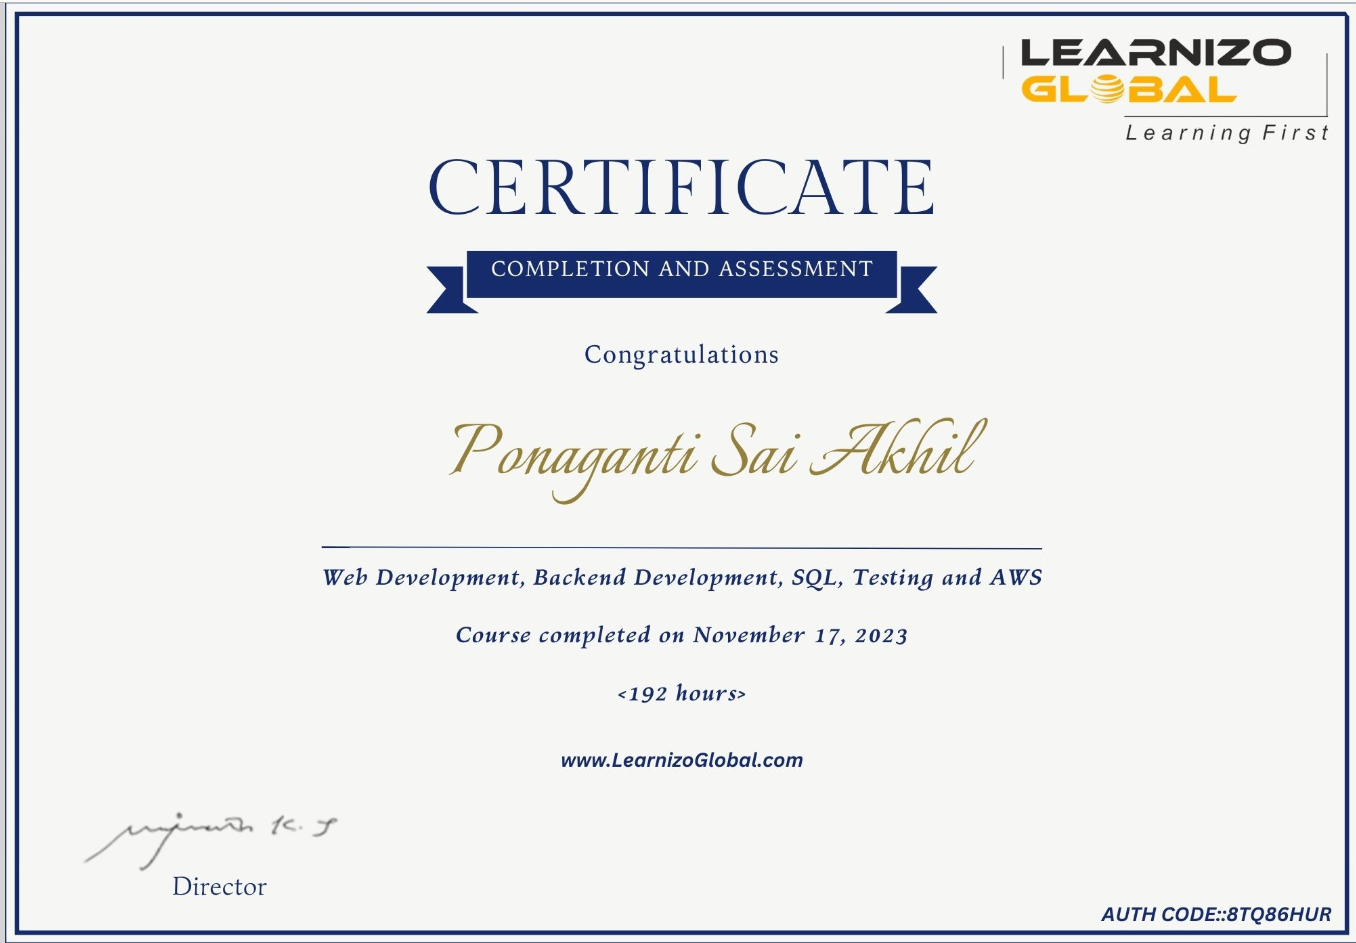 LEARNIZO
GLOBAL
Learning First
CERTIFICATE
COMPLETION AND ASSESSMENT
Congratulations
Ponaganti Sai Akhil
Web Development, Backend Development, SQL, Testing and AWS
Course completed on November 17, 2023
<192 hours>
www.LearnizoGlobal.com
K. J
Director
AUTH CODE::8TQ86HUR